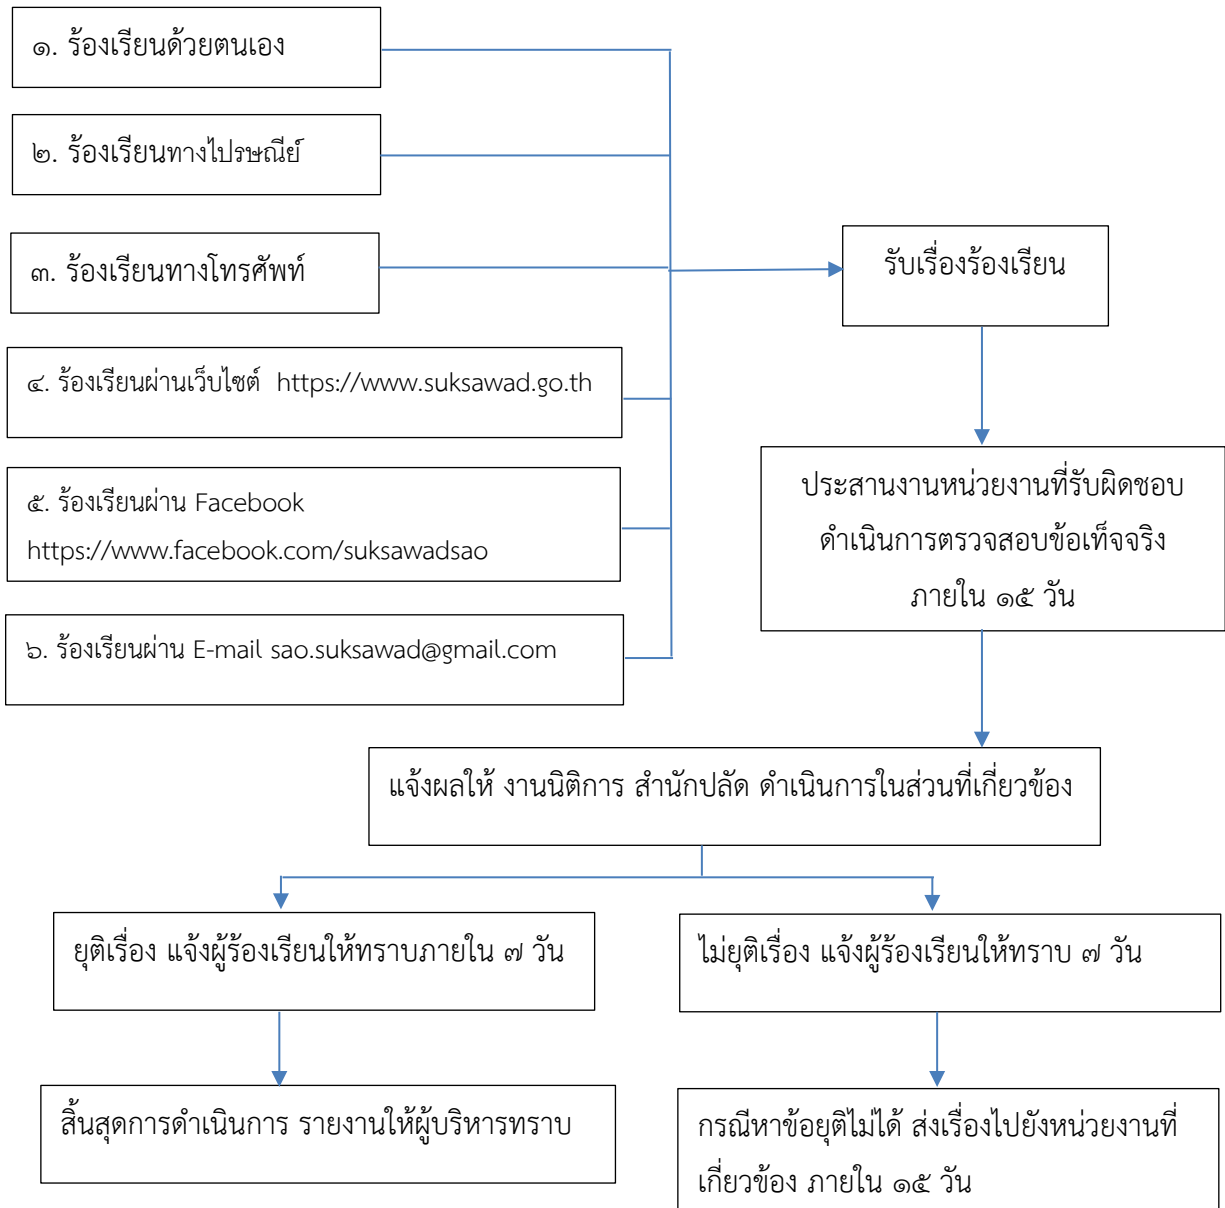 ๑. ร้องเรียนด้วยตนเอง
๒. ร้องเรียนทางไปรษณีย์
๓. ร้องเรียนทางโทรศัพท์
๔. ร้องเรียนผ่านเว็บไซต์ https://www.suksawad.go.th
๕. ร้องเรียนผ่าน Facebook
https://www.facebook.com/suksawadsao
๖. ร้องเรียนผ่าน E-mail sao.suksawad@gmail.com
รับเรื่องร้องเรียน
ประสานงานหน่วยงานที่รับผิดชอบ
ดำเนินการตรวจสอบข้อเท็จจริง
ภายใน ๑๕ วัน
แจ้งผลให้ งานนิติการ สำนักปลัด ดำเนินการในส่วนที่เกี่ยวข้อง
ยุติเรื่อง แจ้งผู้ร้องเรียนให้ทราบภายใน ๗ วัน
ไม่ยุติเรื่อง แจ้งผู้ร้องเรียนให้ทราบ ๗ วัน
สิ้นสุดการดำเนินการ รายงานให้ผู้บริหารทราบ
กรณีหาข้อยุติไม่ได้ ส่งเรื่องไปยังหน่วยงานที่
เกี่ยวข้อง ภายใน ๑๕ วัน